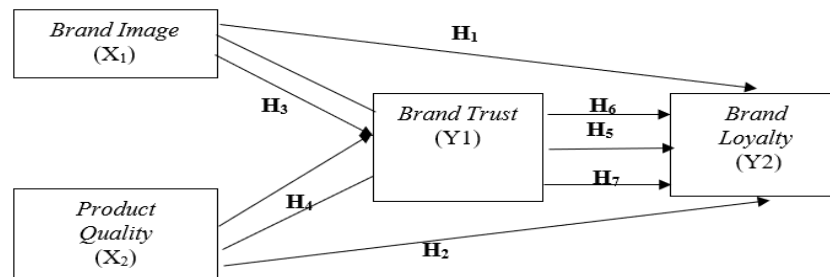 Brand Image
(X₁)
H₁
H₃
Brand Trust
(Y1)
H₆
H₅
H₇
Brand
Loyalty
(Y2)
Product
Quality
(X₂)
H₄
H₂